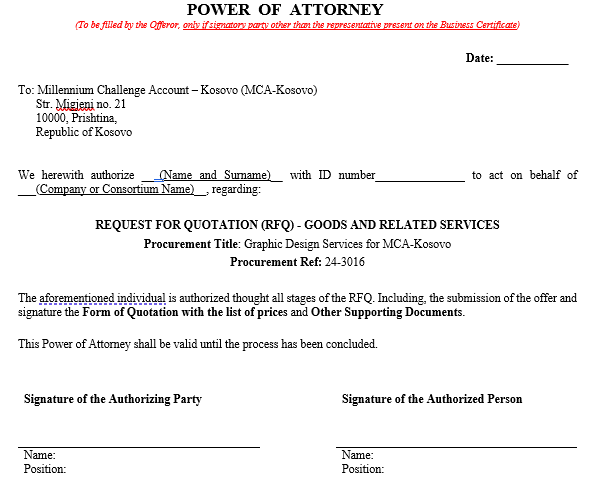 POWER OF ATTORNEY
(To be filled by the Offeror, only if signatory party other than the representative present on the Business Certificate)
Date: ___________
To: Millennium Challenge Account – Kosovo (MCA-Kosovo)
Str. Migjeni no. 21
10000, Prishtina,
Republic of Kosovo
We herewith authorize ___(Name and Surname)__ with ID number______________ to act on behalf of
___(Company or Consortium Name)__, regarding:
REQUEST FOR QUOTATION (RFQ) - GOODS AND RELATED SERVICES
Procurement Title: Graphic Design Services for MCA-Kosovo
Procurement Ref: 24-3016
The aforementioned individual is authorized thought all stages of the RFQ. Including, the submission of the offer and
signature the Form of Quotation with the list of prices and Other Supporting Documents.
This Power of Attorney shall be valid until the process has been concluded.
Signature of the Authorizing Party Signature of the Authorized Person
Name: Name:
Position: Position: